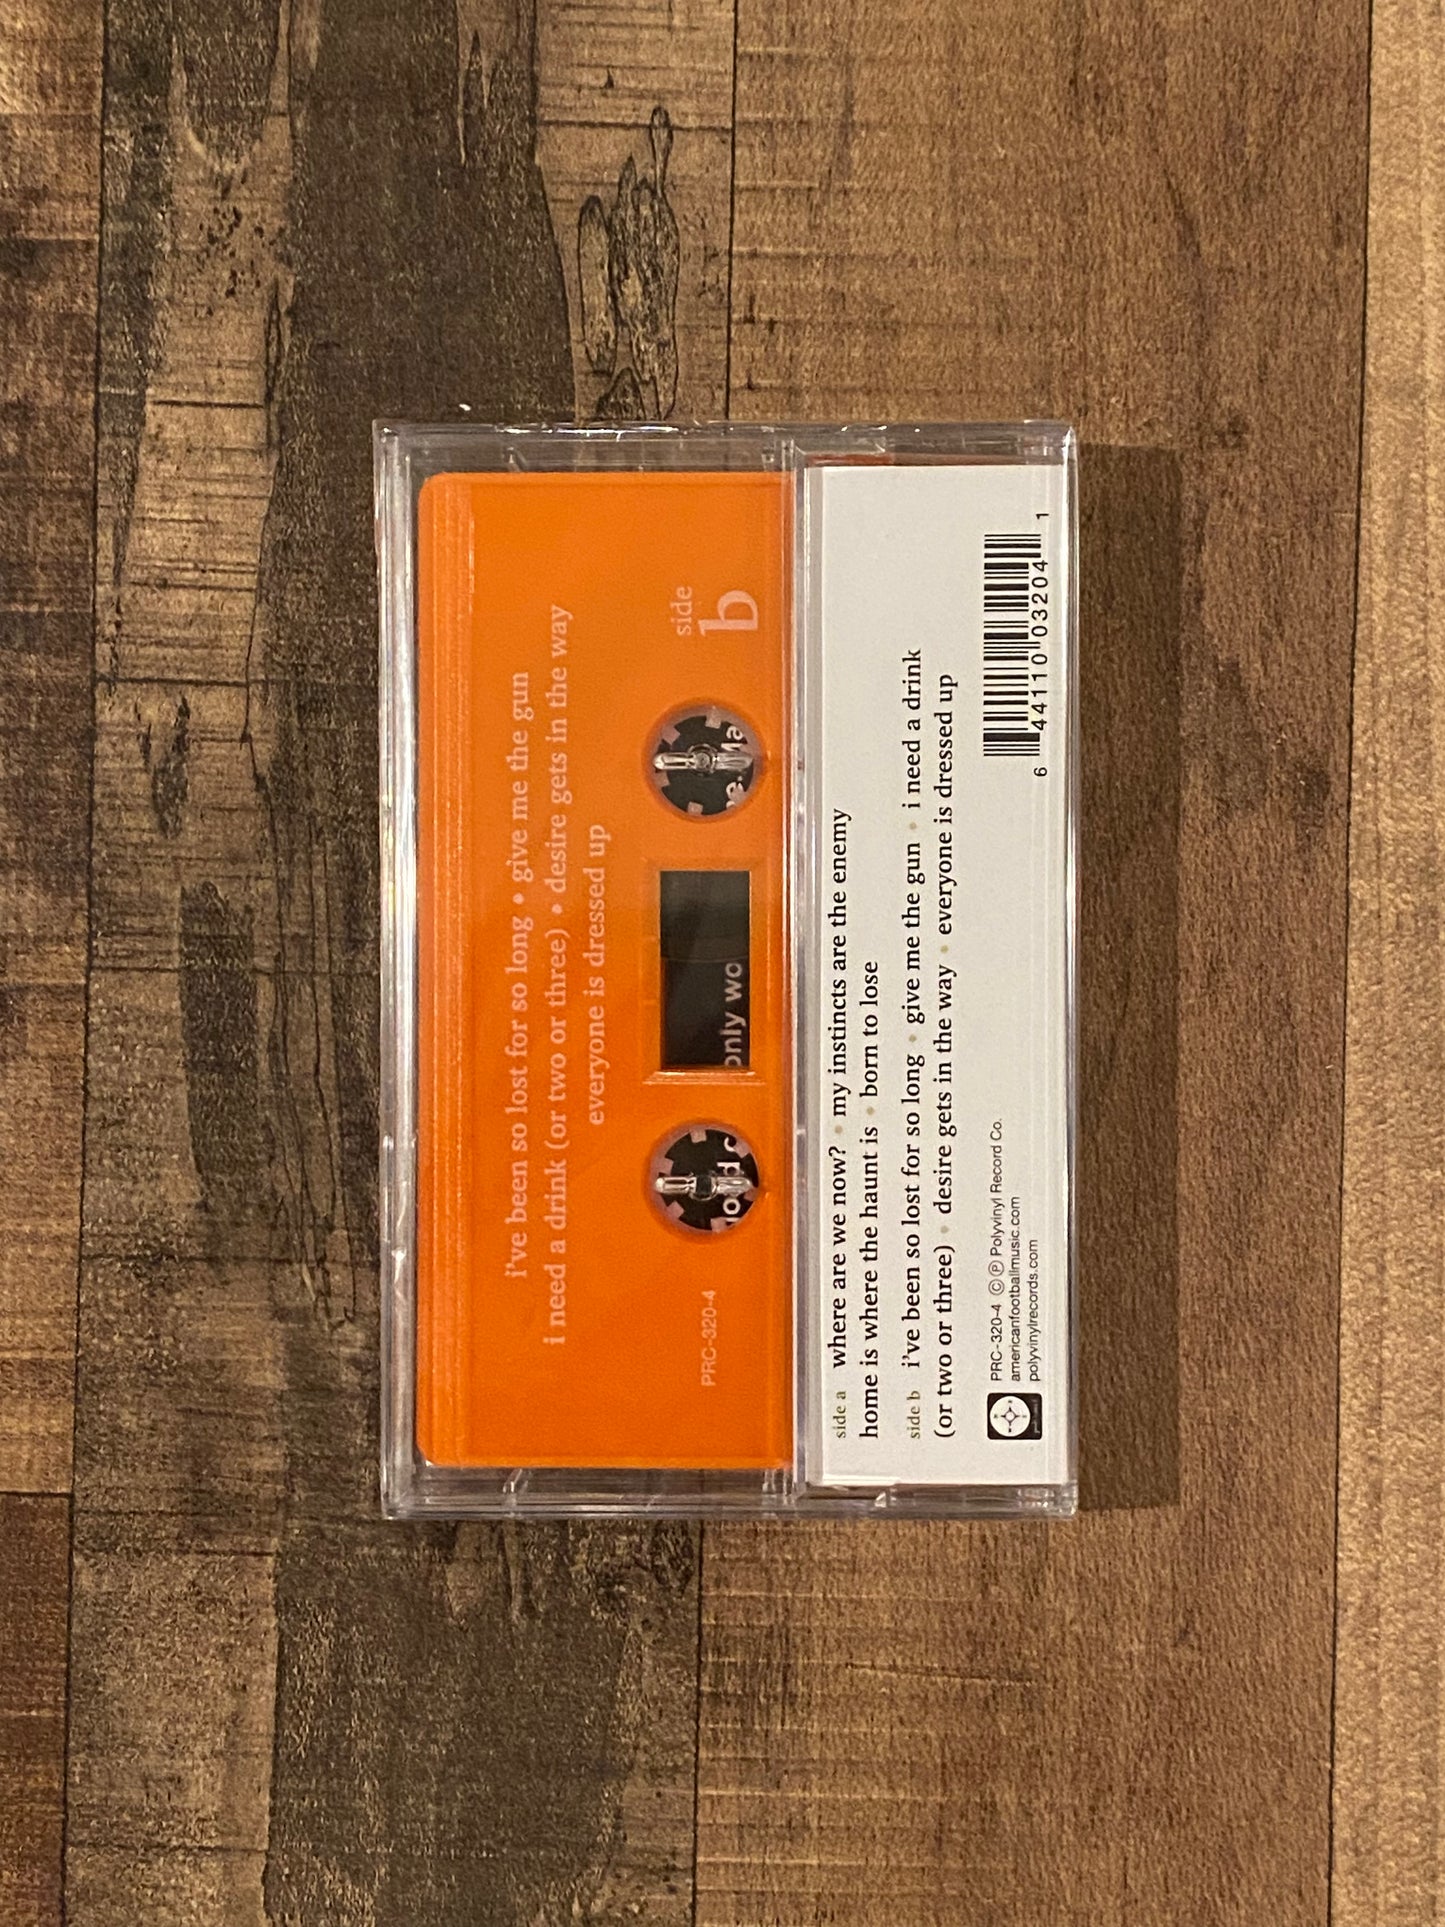 i've been so lost for so long • give me the gun
i need a drink (or two or three) • desire gets in the way
everyone is dressed up
side
b
PRC-320-4
only wo
side a where are we now? • my instincts are the enemy
home is where the haunt is • born to lose
side b i've been so lost for so long • give me the gun • i need a drink
(or two or three) • desire gets in the way • everyone is dressed up
PRC-320-4 © ℗ Polyvinyl Record Co.
americanfootballmusic.com
polyvinylrecords.com
6 44110 03204 1